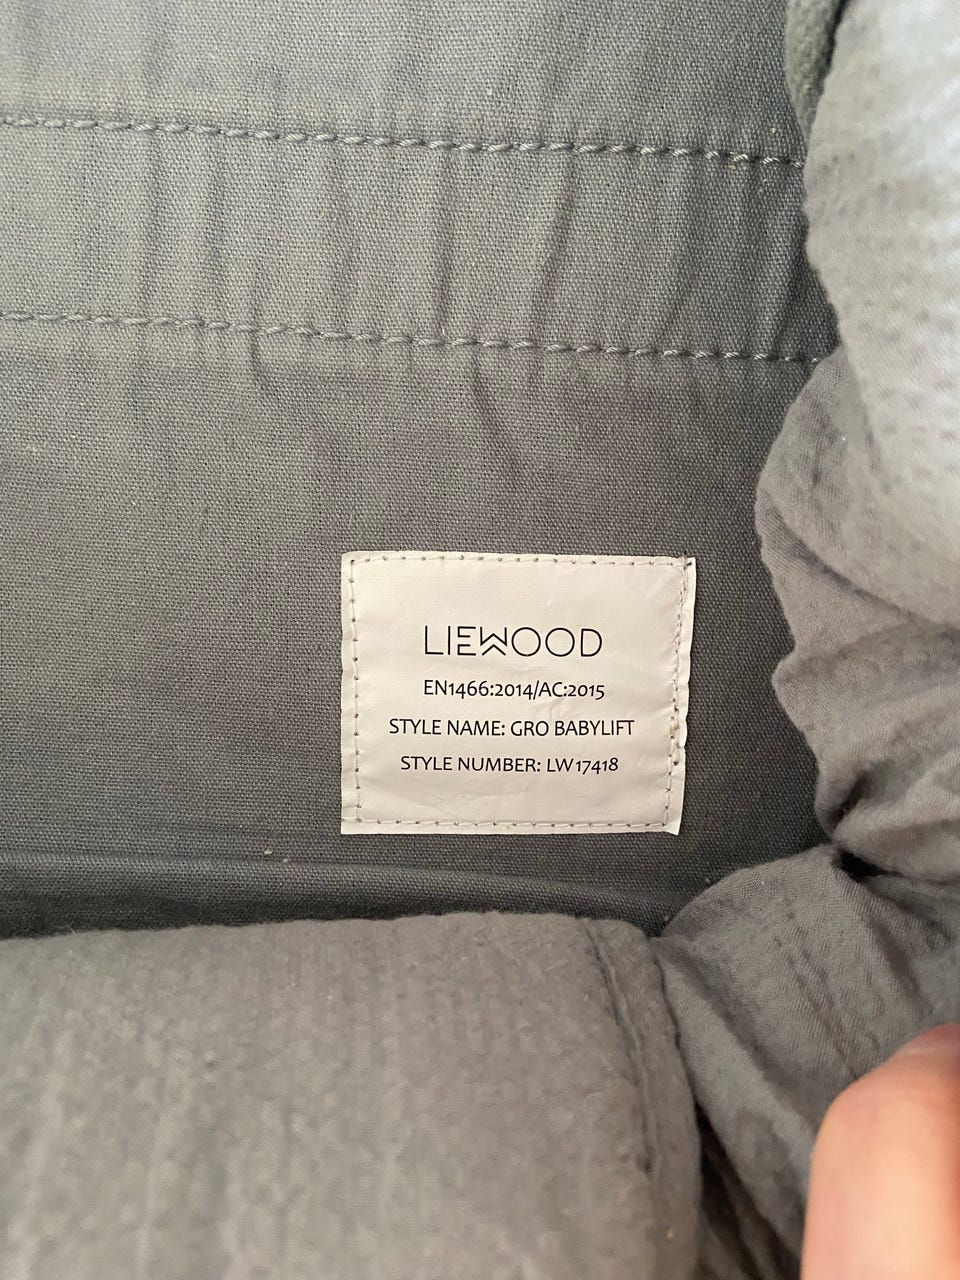 LIEWOOD
EN1466:2014/AC:2015
STYLE NAME: GRO BABYLIFT
STYLE NUMBER: LW17418